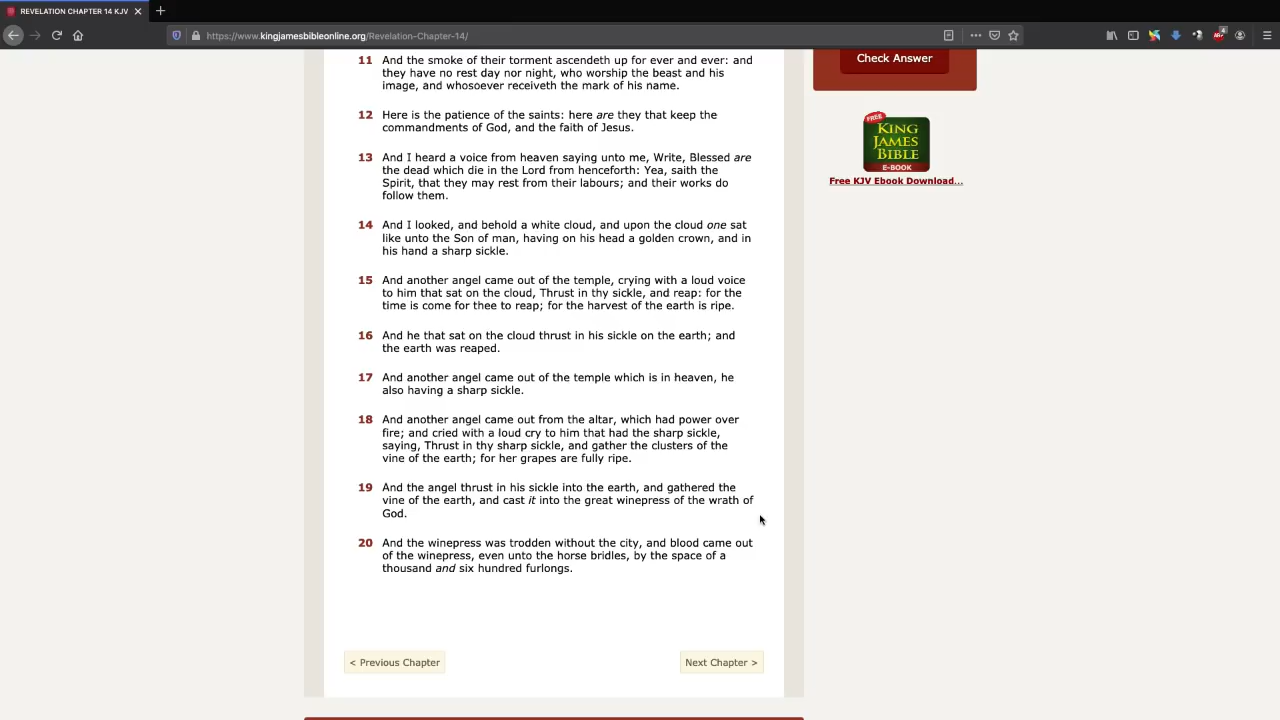 REVELATION CHAPTER 14 KJV
https://www.kingjamesbibleonline.org/Revelation-Chapter-14/
11 And the smoke of their torment ascendeth up for ever and ever: and
they have no rest day nor night, who worship the beast and his
image, and whosoever receiveth the mark of his name.
12 Here is the patience of the saints: here are they that keep the
commandments of God, and the faith of Jesus.
13 And I heard a voice from heaven saying unto me, Write, Blessed are
the dead which die in the Lord from henceforth: Yea, saith the
Spirit, that they may rest from their labours; and their works do
follow them.
14 And I looked, and behold a white cloud, and upon the cloud one sat
like unto the Son of man, having on his head a golden crown, and in
his hand a sharp sickle.
15 And another angel came out of the temple, crying with a loud voice
to him that sat on the cloud, Thrust in thy sickle, and reap: for the
time is come for thee to reap; for the harvest of the earth is ripe.
16 And he that sat on the cloud thrust in his sickle on the earth; and
the earth was reaped.
17 And another angel came out of the temple which is in heaven, he
also having a sharp sickle.
18 And another angel came out from the altar, which had power over
fire; and cried with a loud cry to him that had the sharp sickle,
saying, Thrust in thy sharp sickle, and gather the clusters of the
vine of the earth; for her grapes are fully ripe.
19 And the angel thrust in his sickle into the earth, and gathered the
vine of the earth, and cast it into the great winepress of the wrath of
God.
20 And the winepress was trodden without the city, and blood came out
of the winepress, even unto the horse bridles, by the space of a
thousand and six hundred furlongs.
< Previous Chapter
Next Chapter >
Check Answer
FREE
KING
JAMES
BIBLE
E-BOOK
Free KJV Ebook Download...